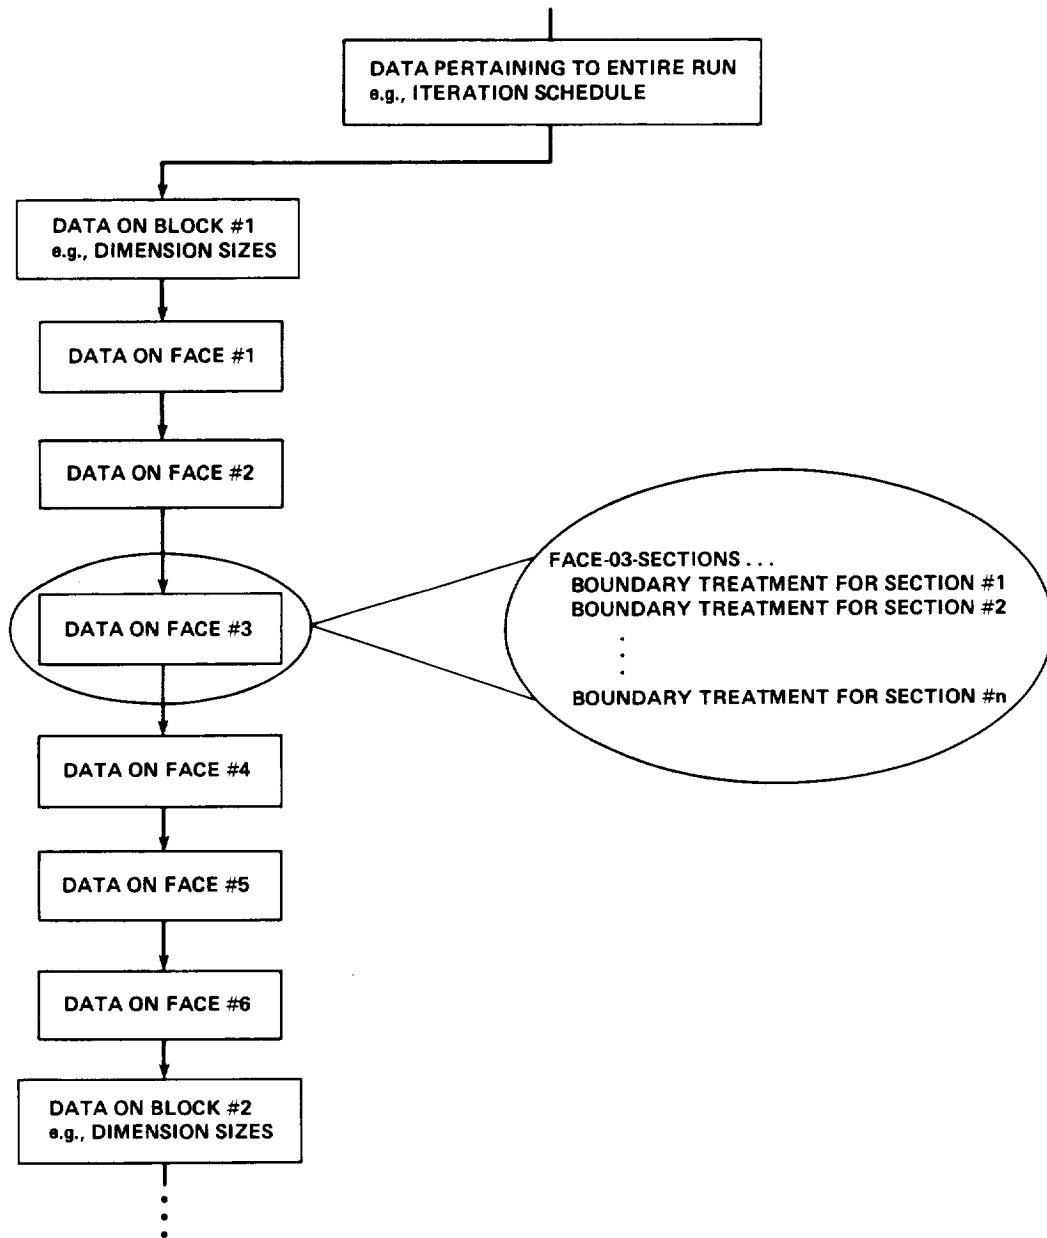 DATA PERTAINING TO ENTIRE RUN
e.g., ITERATION SCHEDULE
DATA ON BLOCK #1
e.g., DIMENSION SIZES
DATA ON FACE #1
DATA ON FACE #2
DATA ON FACE #3
FACE-03-SECTIONS . . .
BOUNDARY TREATMENT FOR SECTION #1
BOUNDARY TREATMENT FOR SECTION #2
.
.
.
BOUNDARY TREATMENT FOR SECTION #n
DATA ON FACE #4
DATA ON FACE #5
DATA ON FACE #6
DATA ON BLOCK #2
e.g., DIMENSION SIZES